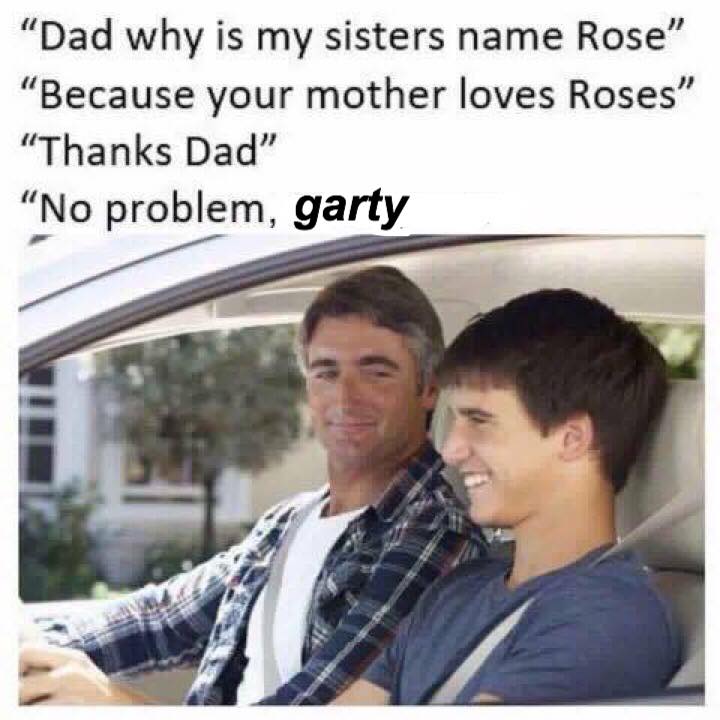 “Dad why is my sisters name Rose”
“Because your mother loves Roses”
“Thanks Dad”
“No problem, garty